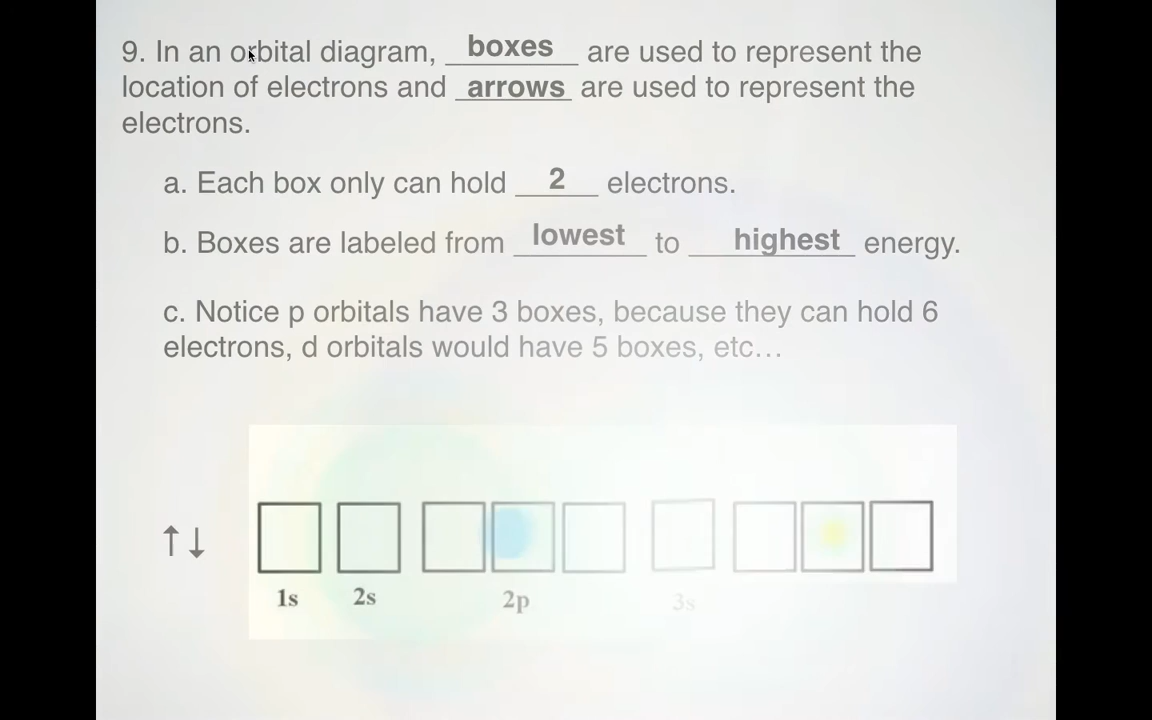 9. In an orbital diagram, boxes are used to represent the
location of electrons and arrows are used to represent the
electrons.
a. Each box only can hold 2 electrons.
b. Boxes are labeled from lowest to highest energy.
c. Notice p orbitals have 3 boxes, because they can hold 6
electrons, d orbitals would have 5 boxes, etc…
↑↓
1s 2s 2p 3s